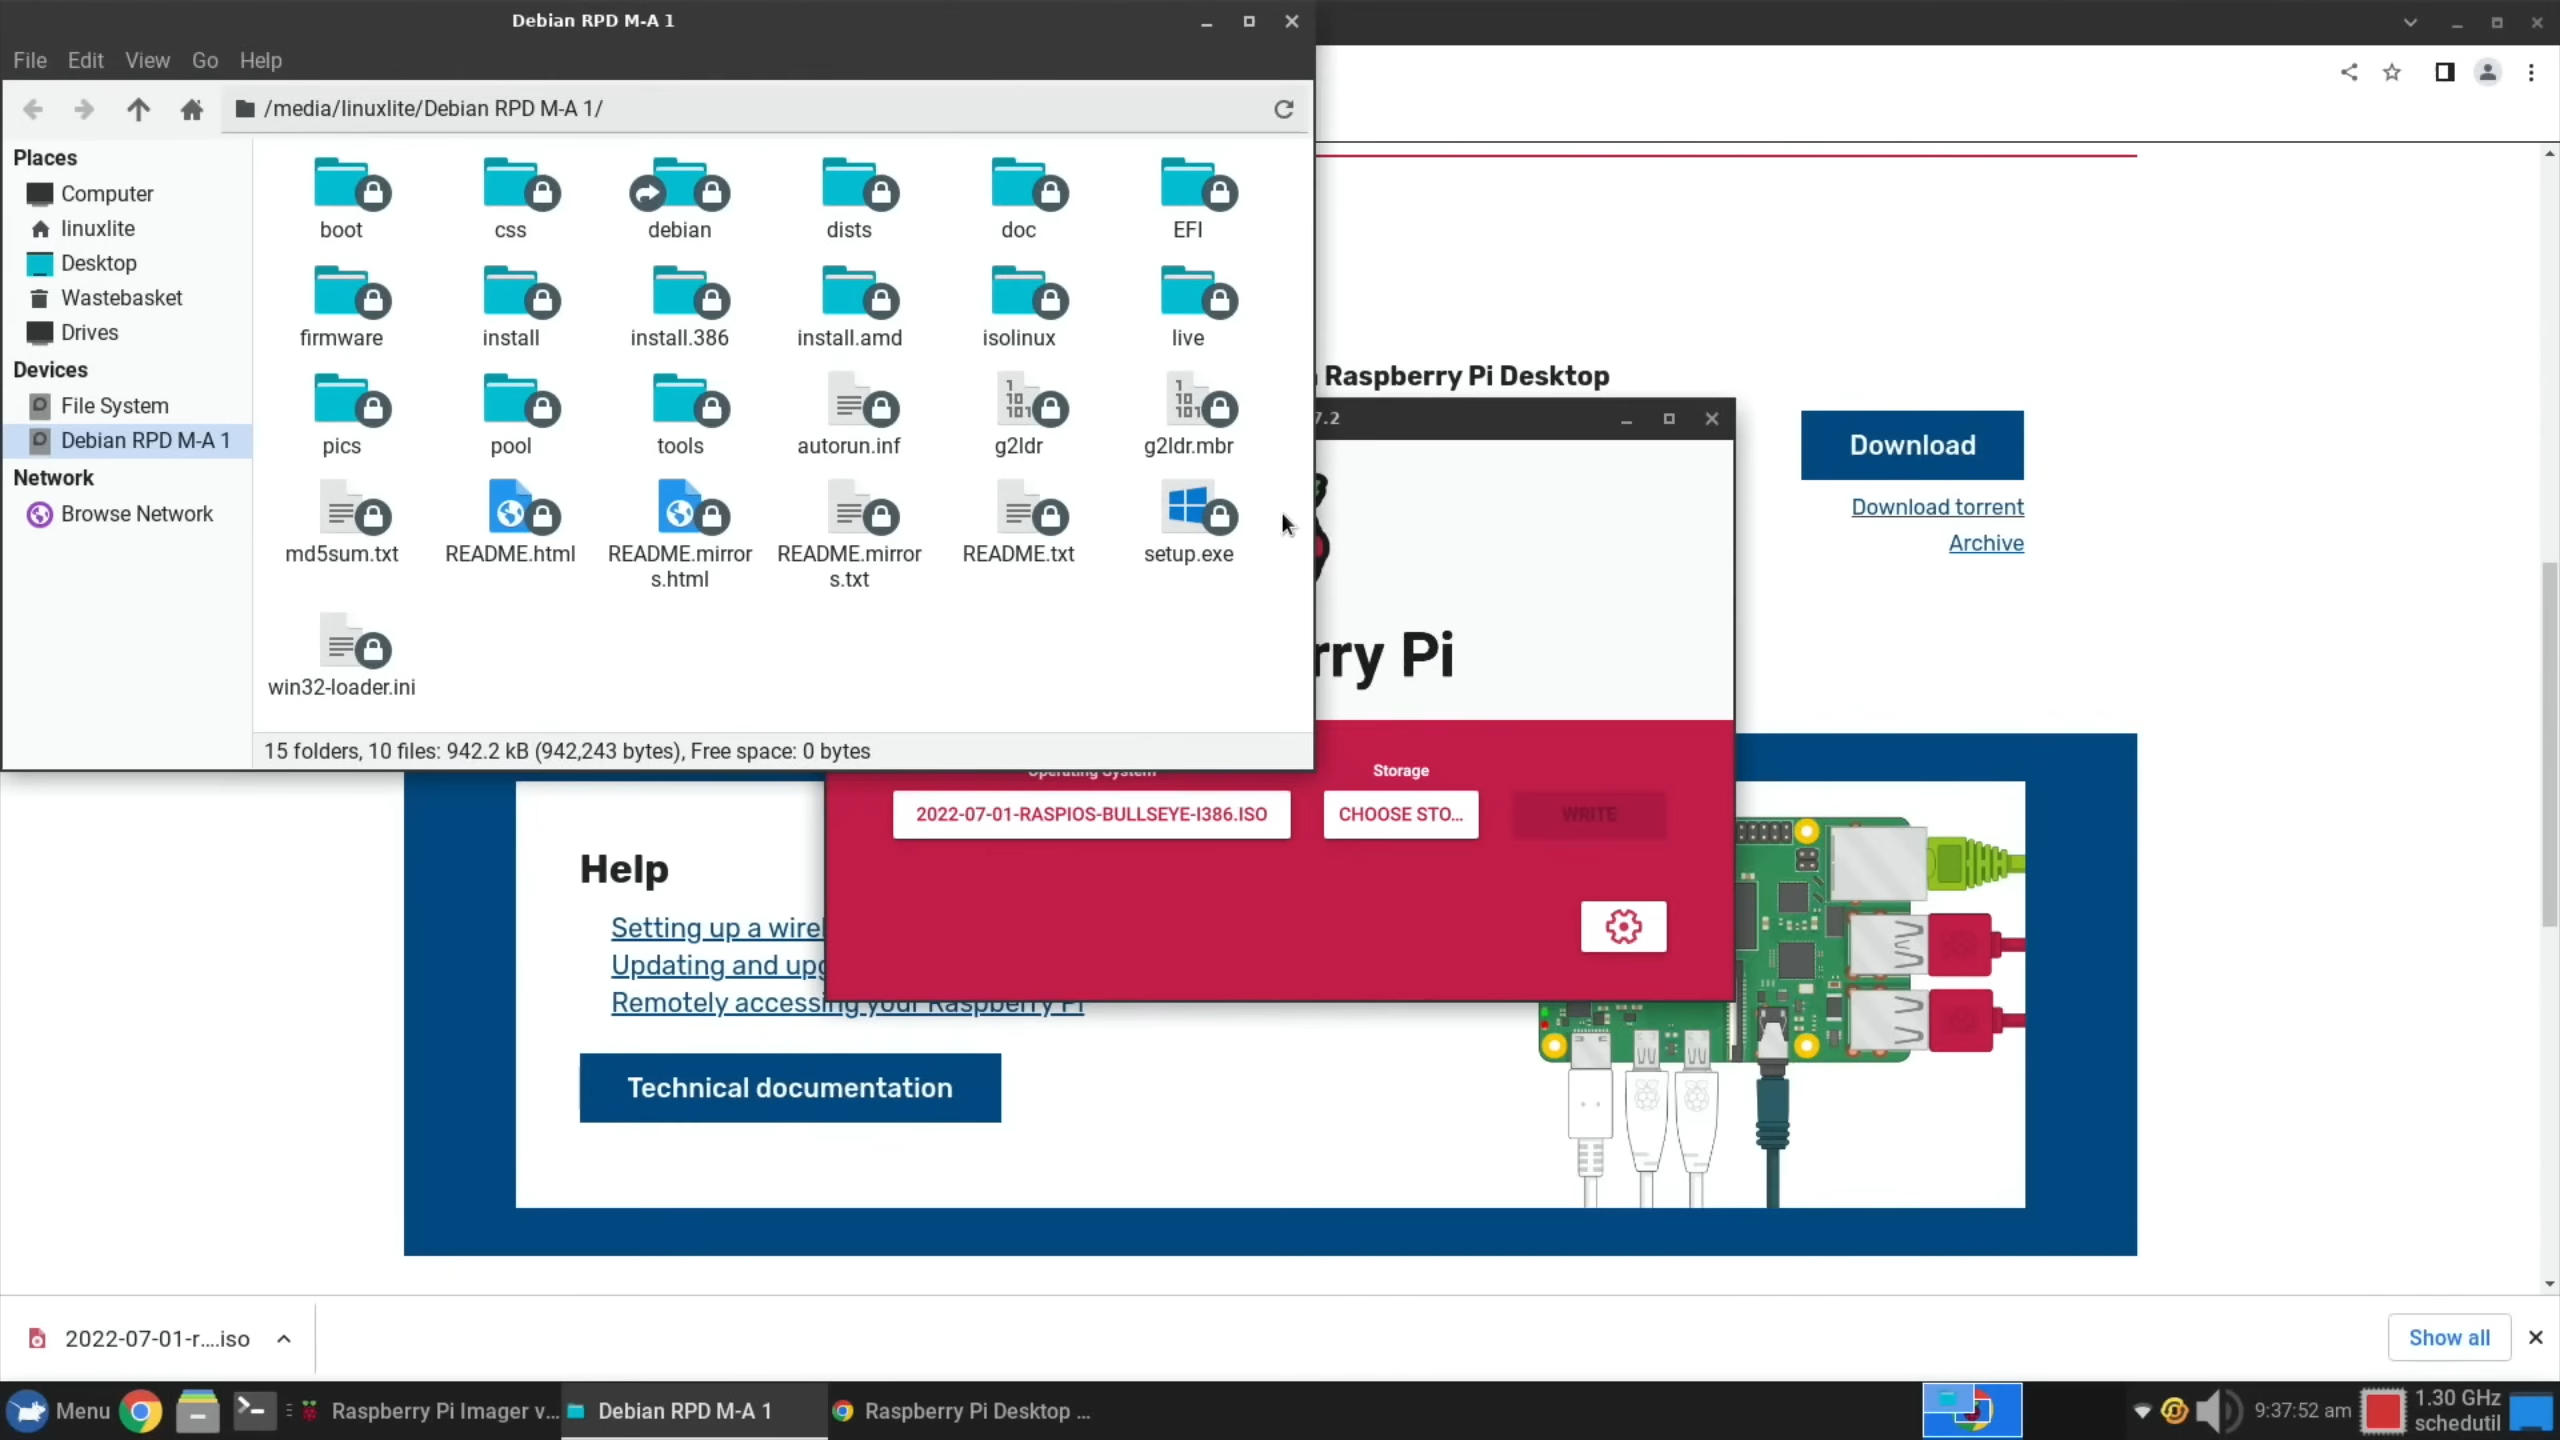 Debian RPD M-A 1
File Edit View Go Help
/media/linuxlite/Debian RPD M-A 1/
Places
Computer
linuxlite
Desktop
Wastebasket
Drives
Devices
File System
Debian RPD M-A 1
Network
Browse Network
boot css debian dists doc EFI
firmware install install.386 install.amd isolinux live
pics pool tools autorun.inf g2ldr g2ldr.mbr
md5sum.txt README.html README.mirror README.mirror README.txt setup.exe
s.html s.txt
win32-loader.ini
15 folders, 10 files: 942.2 kB (942,243 bytes), Free space: 0 bytes
Raspberry Pi Desktop
7.2
Download
Download torrent
Archive
rry Pi
Operating System Storage
2022-07-01-RASPIOS-BULLSEYE-I386.ISO CHOOSE STO... WRITE
Help
Setting up a wirel
Updating and upg
Remotely accessing your Raspberry Pi
Technical documentation
2022-07-01-r....iso
Show all
Menu Raspberry Pi Imager v... Debian RPD M-A 1 Raspberry Pi Desktop ... 9:37:52 am 1.30 GHz
schedutil